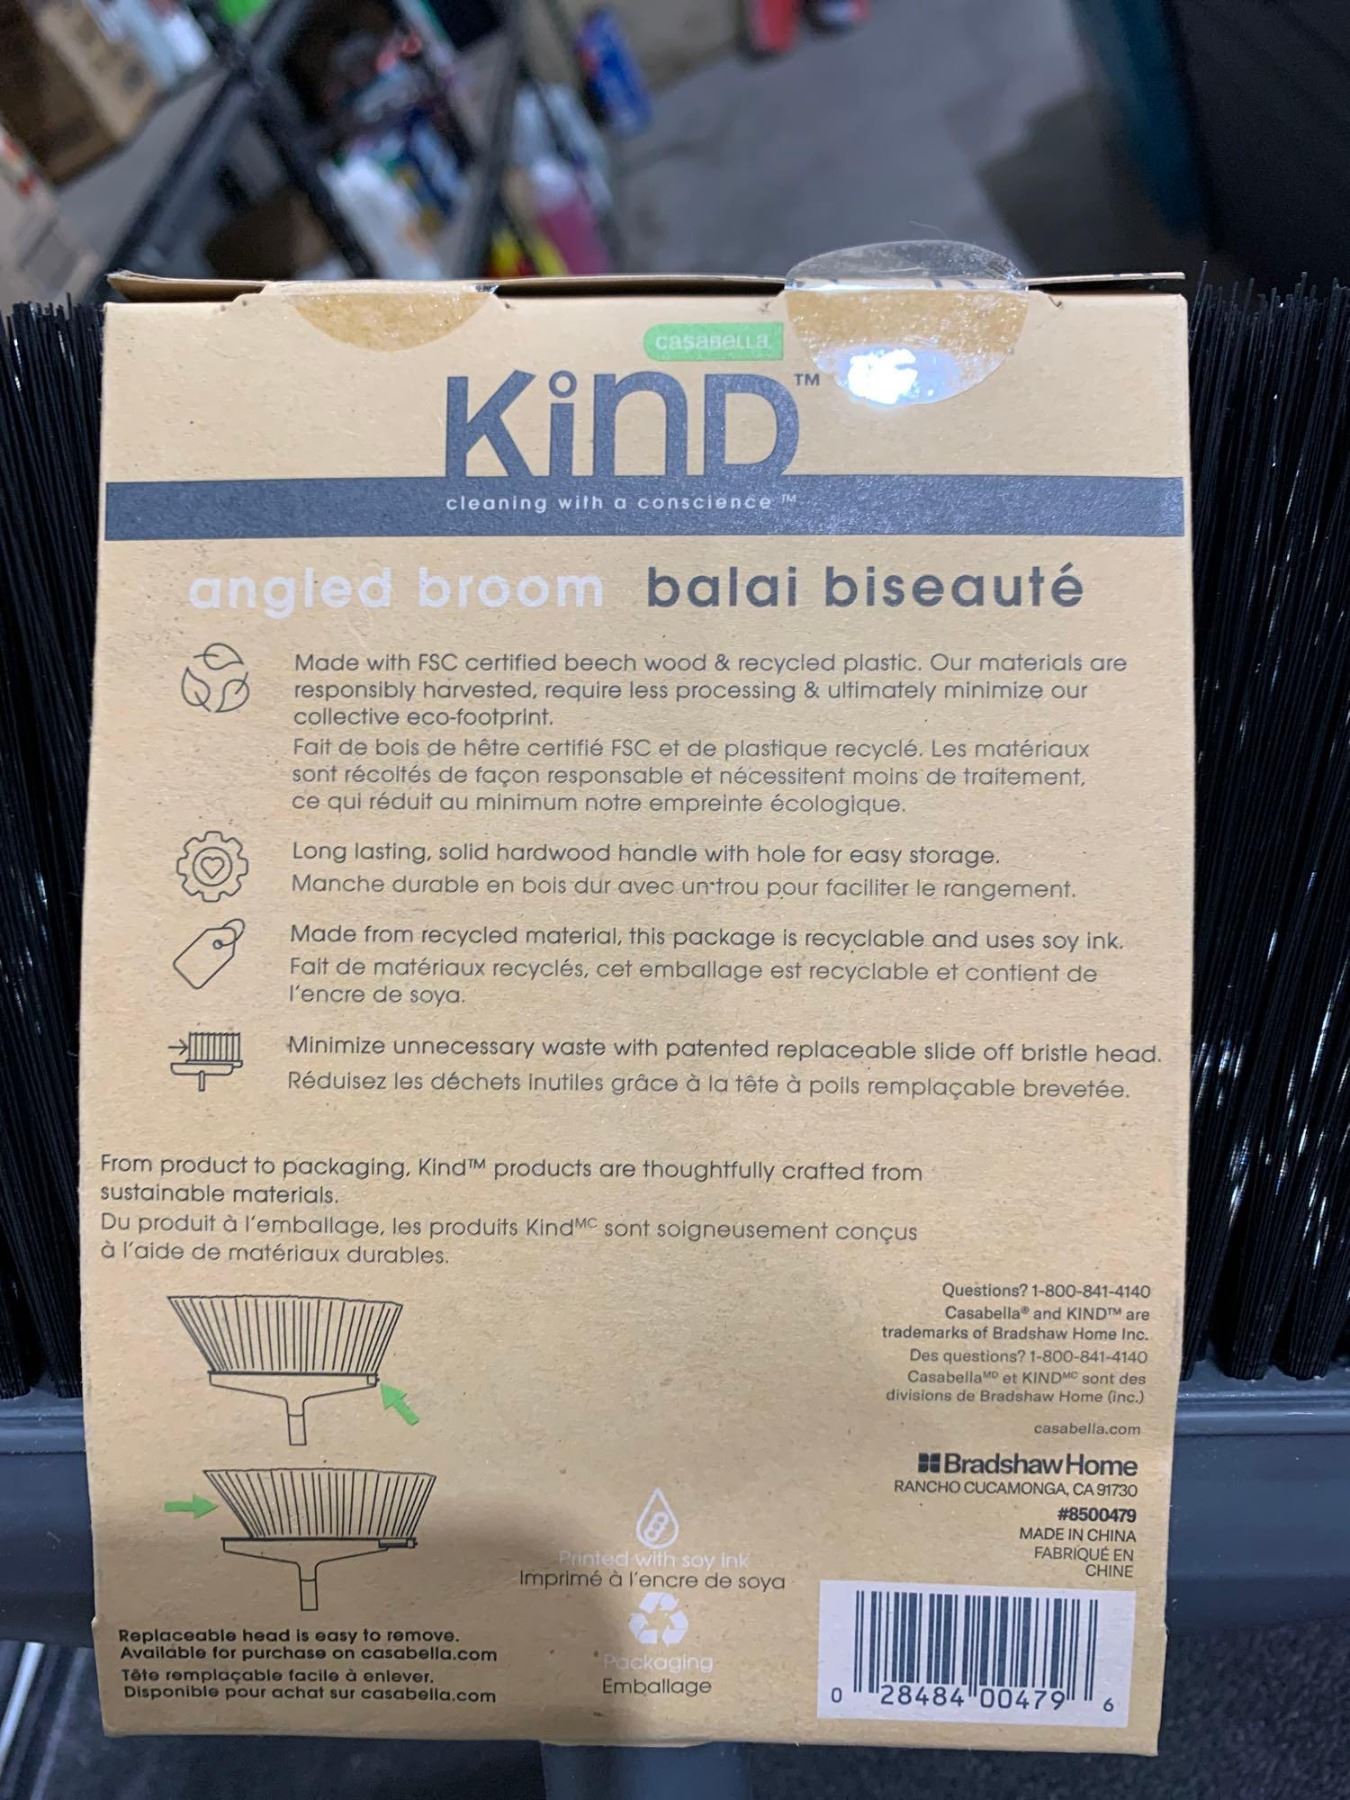 casabella
KinD™
cleaning with a conscience™
angled broom balai biseauté
Made with FSC certified beech wood & recycled plastic. Our materials are
responsibly harvested, require less processing & ultimately minimize our
collective eco-footprint.
Fait de bois de hêtre certifié FSC et de plastique recyclé. Les matériaux
sont récoltés de façon responsable et nécessitent moins de traitement,
ce qui réduit au minimum notre empreinte écologique.
Long lasting, solid hardwood handle with hole for easy storage.
Manche durable en bois dur avec un trou pour faciliter le rangement.
Made from recycled material, this package is recyclable and uses soy ink.
Fait de matériaux recyclés, cet emballage est recyclable et contient de
l'encre de soya.
Minimize unnecessary waste with patented replaceable slide off bristle head.
Réduisez les déchets inutiles grâce à la tête à poils remplaçable brevetée.
From product to packaging, Kind™ products are thoughtfully crafted from
sustainable materials.
Du produit à l'emballage, les produits Kindᴹᶜ sont soigneusement conçus
à l'aide de matériaux durables.
Questions? 1-800-841-4140
Casabella® and KIND™ are
trademarks of Bradshaw Home Inc.
Des questions? 1-800-841-4140
Casabellaᴹᴰ et KINDᴹᶜ sont des
divisions de Bradshaw Home (inc.)
casabella.com
Bradshaw Home
RANCHO CUCAMONGA, CA 91730
#8500479
MADE IN CHINA
FABRIQUÉ EN
CHINE
Printed with soy ink
Imprimé à l'encre de soya
Packaging
Emballage
Replaceable head is easy to remove.
Available for purchase on casabella.com
Tête remplaçable facile à enlever.
Disponible pour achat sur casabella.com
0 28484 00479 6